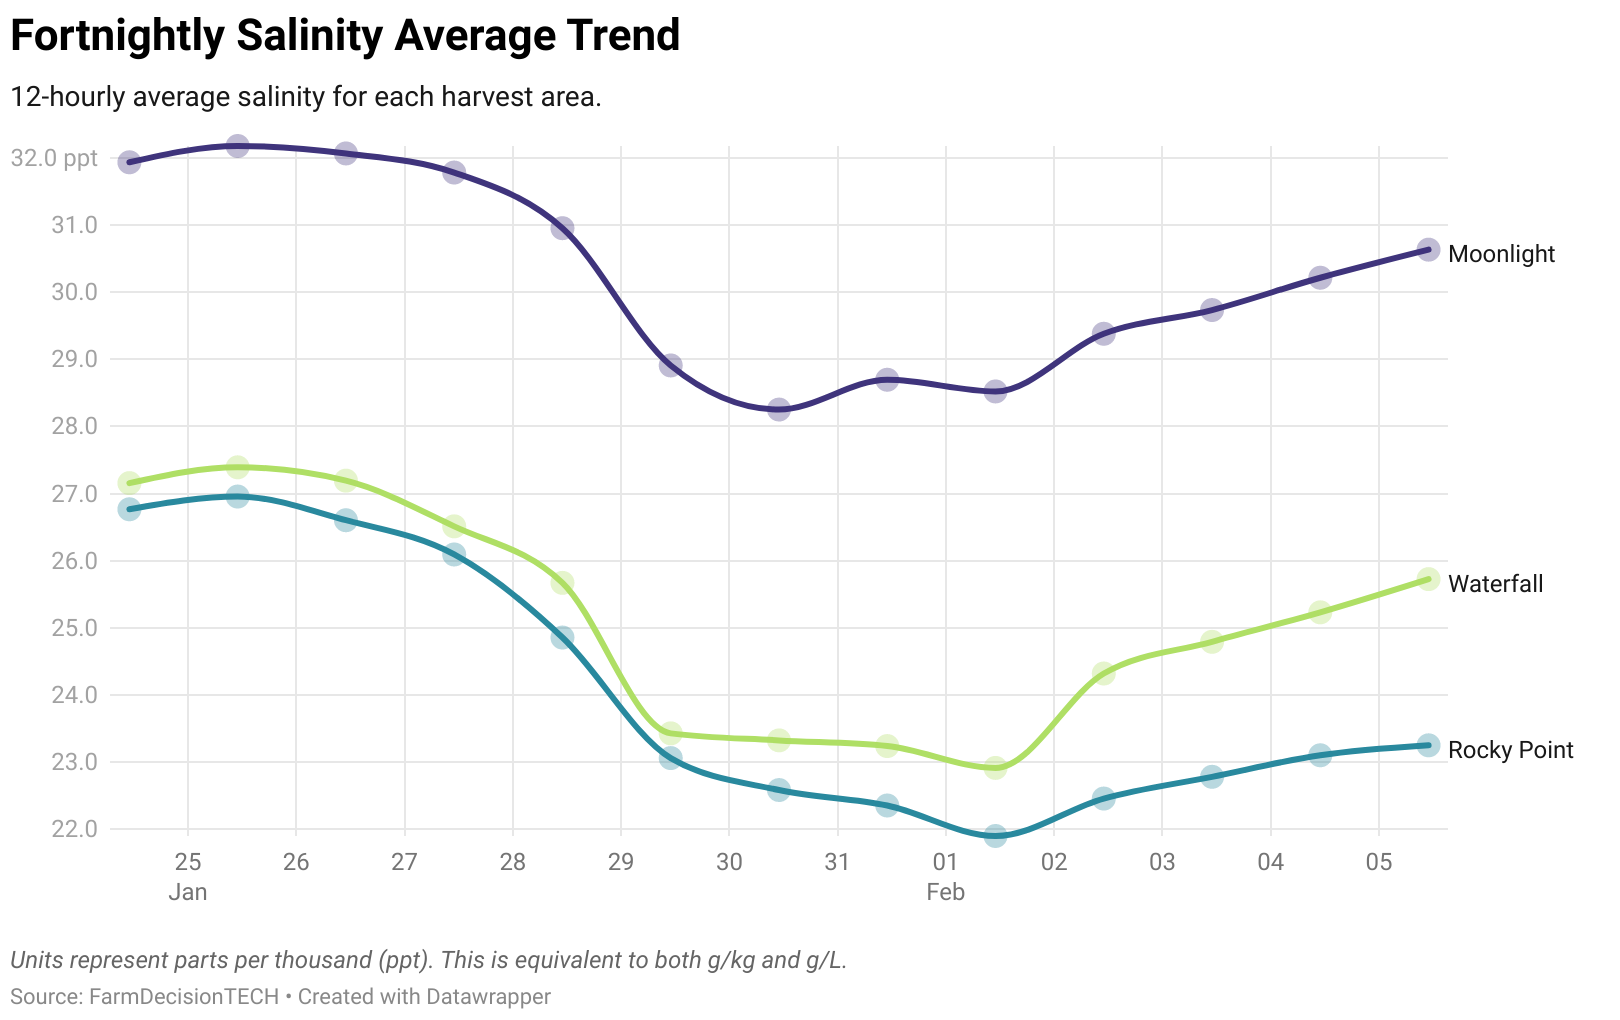 Fortnightly Salinity Average Trend
12-hourly average salinity for each harvest area.
32.0 ppt
31.0
30.0
29.0
28.0
27.0
26.0
25.0
24.0
23.0
22.0
Moonlight
Waterfall
Rocky Point
25 26 27 28 29 30 31 01 02 03 04 05
Jan Feb
Units represent parts per thousand (ppt). This is equivalent to both g/kg and g/L.
Source: FarmDecisionTECH • Created with Datawrapper